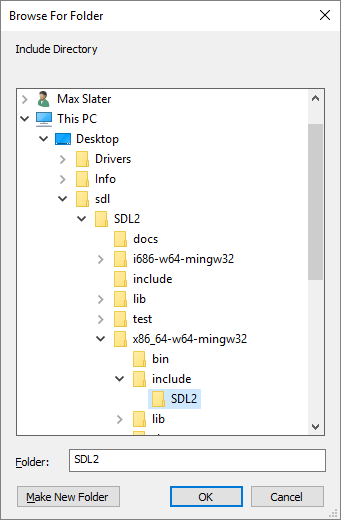 Browse For Folder
Include Directory
Max Slater
This PC
Desktop
Drivers
Info
sdl
SDL2
docs
i686-w64-mingw32
include
lib
test
x86_64-w64-mingw32
bin
include
SDL2
lib
Folder: SDL2
Make New Folder OK Cancel